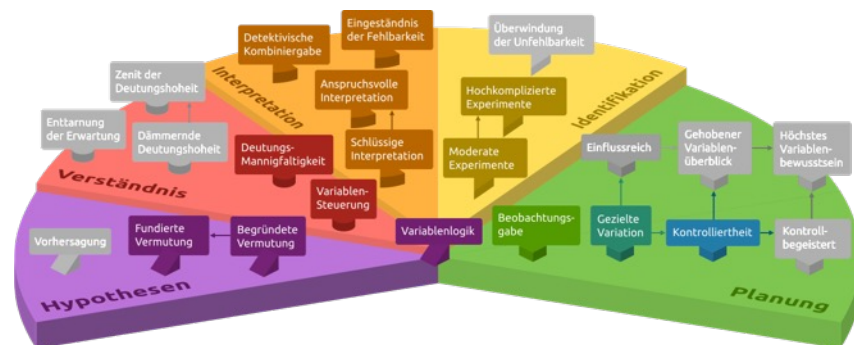 Eingeständnis
der Fehlbarkeit
Detektivische
Kombiniergabe
Überwindung
der Unfehlbarkeit
Zenit der
Deutungshoheit
Interpretation
Anspruchsvolle
Interpretation
Hochkomplizierte
Experimente
Identifikation
Enttarnung
der Erwartung
Dämmernde
Deutungshoheit
Deutungs-
Mannigfaltigkeit
Schlüssige
Interpretation
Moderate
Experimente
Einflussreich
Gehobener
Variablen-
überblick
Höchstes
Variablen-
bewusstsein
Verständnis
Variablen-
Steuerung
Vorhersagung
Fundierte
Vermutung
Begründete
Vermutung
Variablenlogik
Beobachtungs-
gabe
Gezielte
Variation
Kontrolliertheit
Kontroll-
begeistert
Hypothesen
Planung